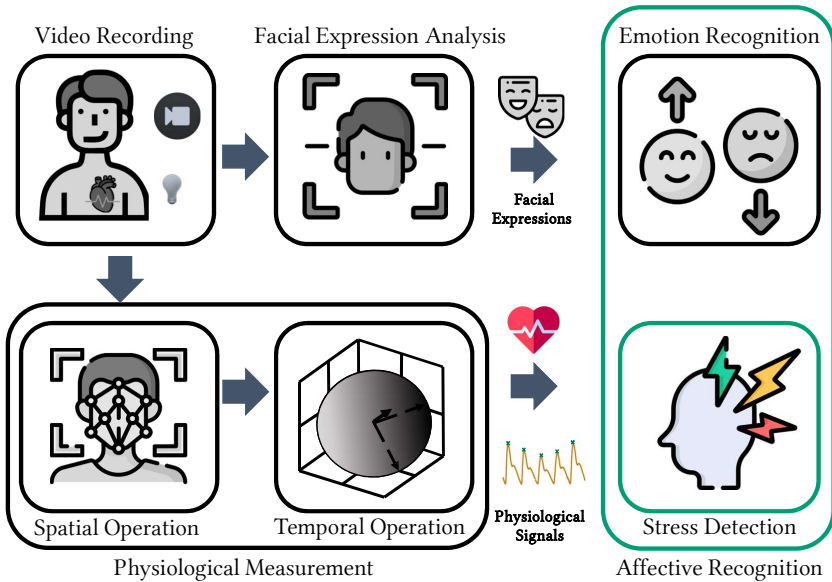 Video Recording
Facial Expression Analysis
Emotion Recognition
Facial
Expressions
Spatial Operation
Temporal Operation
Physiological
Signals
Stress Detection
Physiological Measurement
Affective Recognition